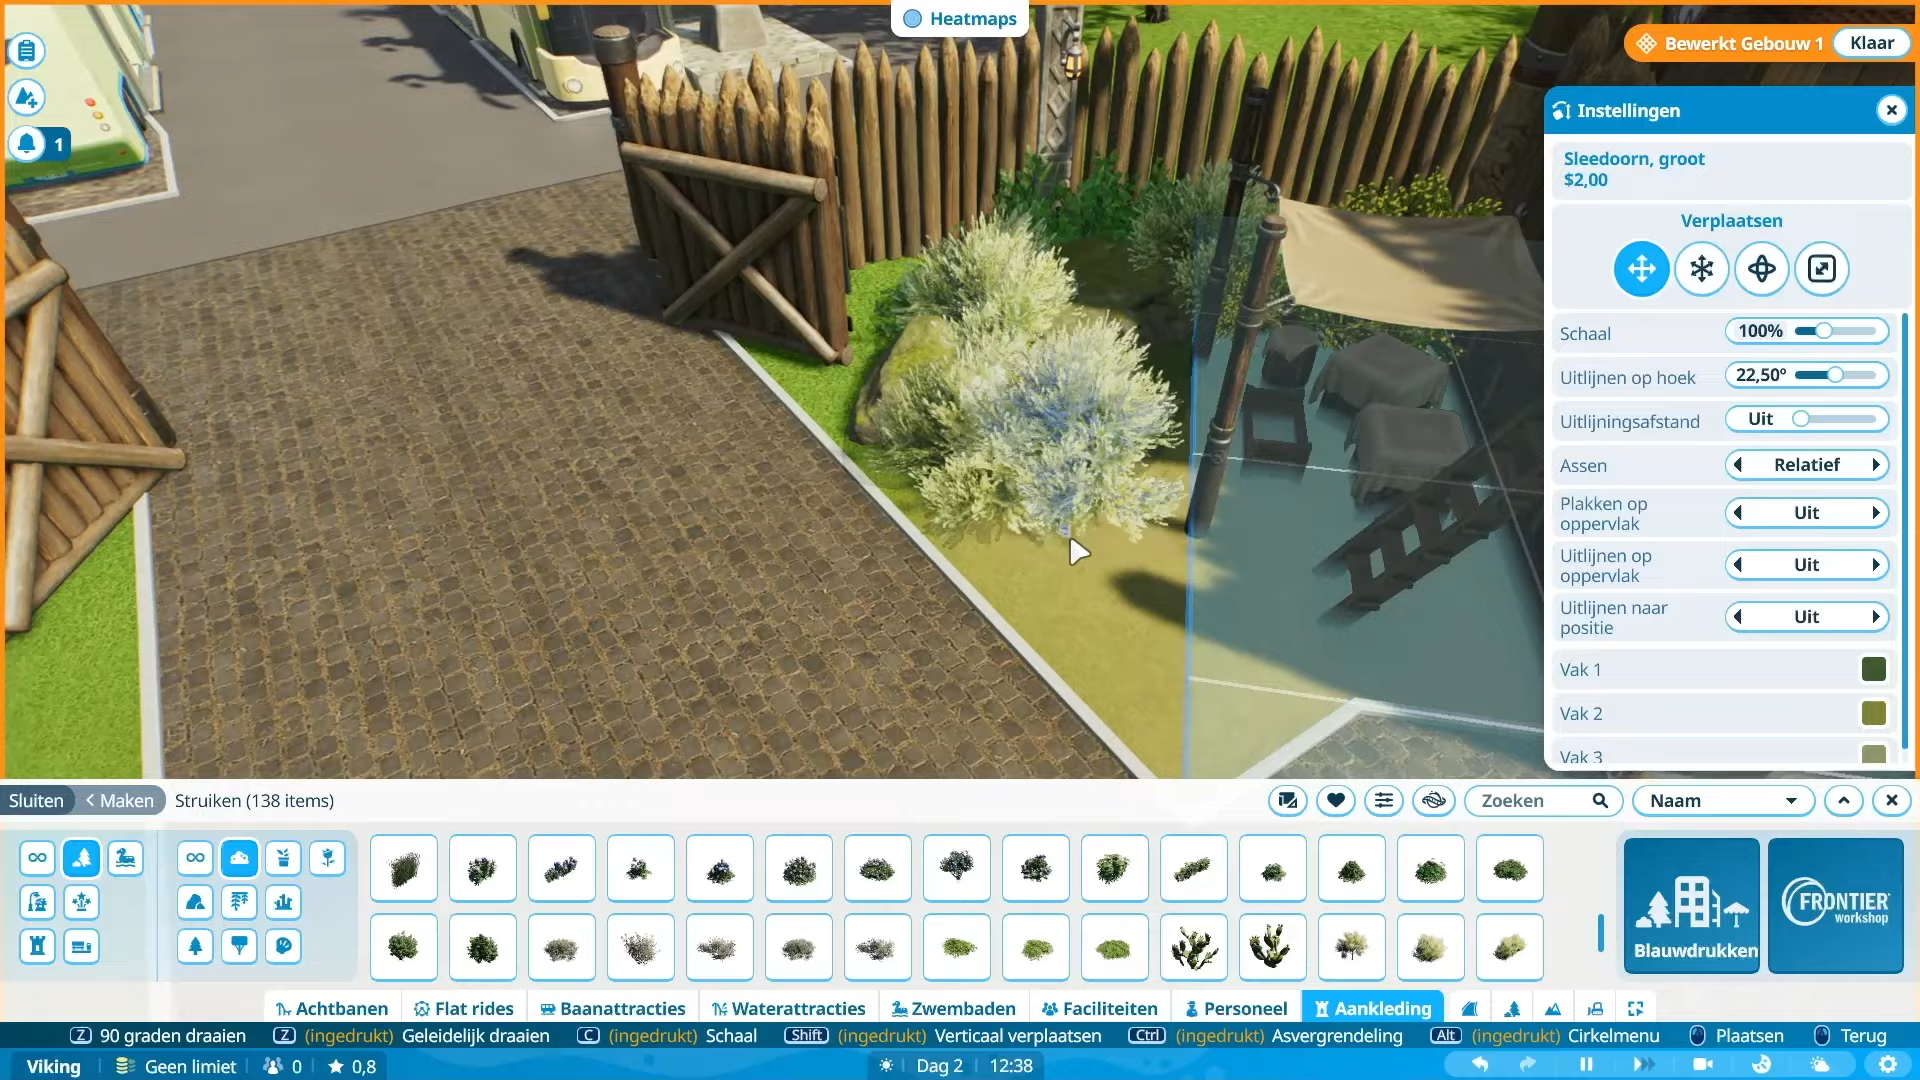 Heatmaps
Bewerkt Gebouw 1 Klaar
1
Instellingen
Sleedoorn, groot
$2,00
Verplaatsen
Schaal 100%
Uitlijnen op hoek 22,50°
Uitlijningsafstand Uit
Assen Relatief
Plakken op oppervlak Uit
Uitlijnen op oppervlak Uit
Uitlijnen naar positie Uit
Vak 1
Vak 2
Vak 3
Sluiten Maken Struiken (138 items) Zoeken Naam
Blauwdrukken
FRONTIER workshop
Achtbanen Flat rides Baanattracties Waterattracties Zwembaden Faciliteiten Personeel Aankleding
Z 90 graden draaien Z (ingedrukt) Geleidelijk draaien C (ingedrukt) Schaal Shift (ingedrukt) Verticaal verplaatsen Ctrl (ingedrukt) Asvergrendeling Alt (ingedrukt) Cirkelmenu Plaatsen Terug
Viking Geen limiet 0 0,8 Dag 2 12:38